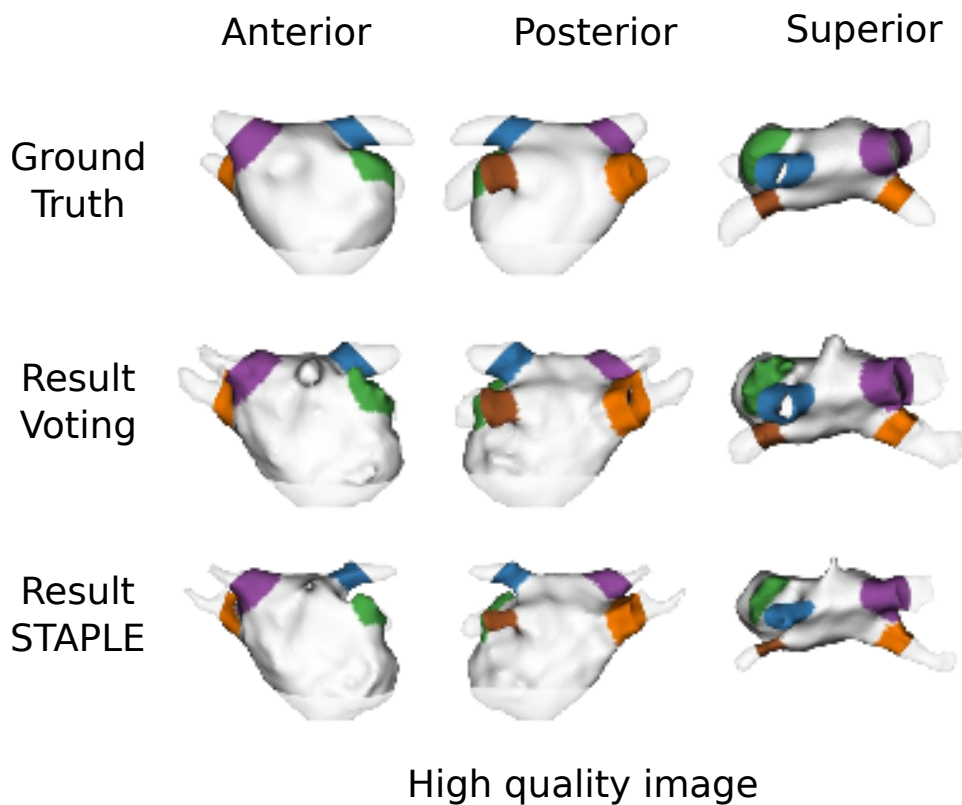 Anterior Posterior Superior
Ground
Truth
Result
Voting
Result
STAPLE
High quality image